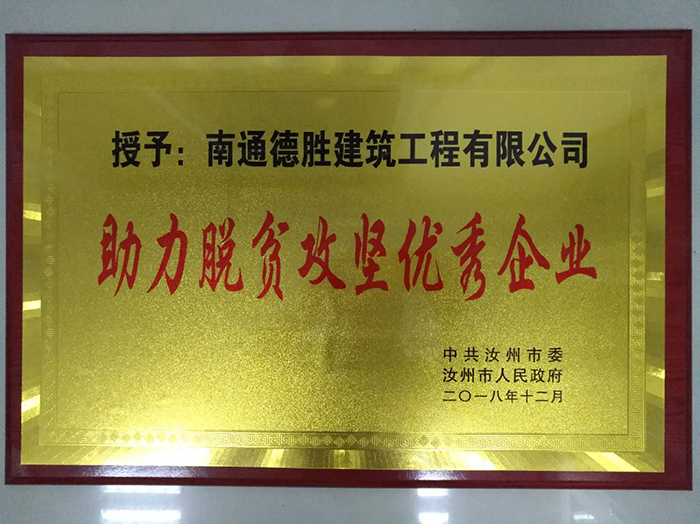 授予：南通德胜建筑工程有限公司
助力脱贫攻坚优秀企业
中共汝州市委
汝州市人民政府
二〇一八年十二月